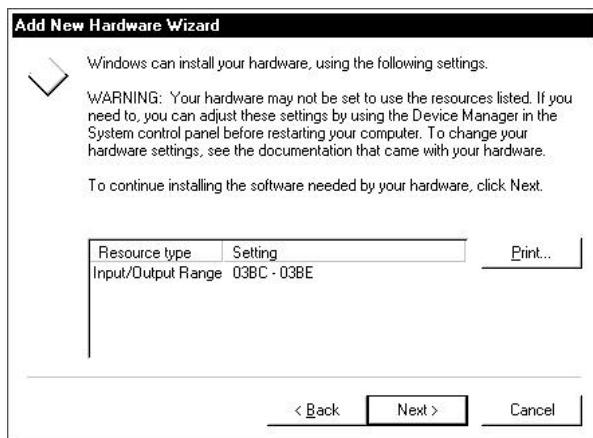 Add New Hardware Wizard
Windows can install your hardware, using the following settings.
WARNING: Your hardware may not be set to use the resources listed. If you
need to, you can adjust these settings by using the Device Manager in the
System control panel before restarting your computer. To change your
hardware settings, see the documentation that came with your hardware.
To continue installing the software needed by your hardware, click Next.
Resource type Setting
Input/Output Range 03BC - 03BE
Print...
< Back Next > Cancel